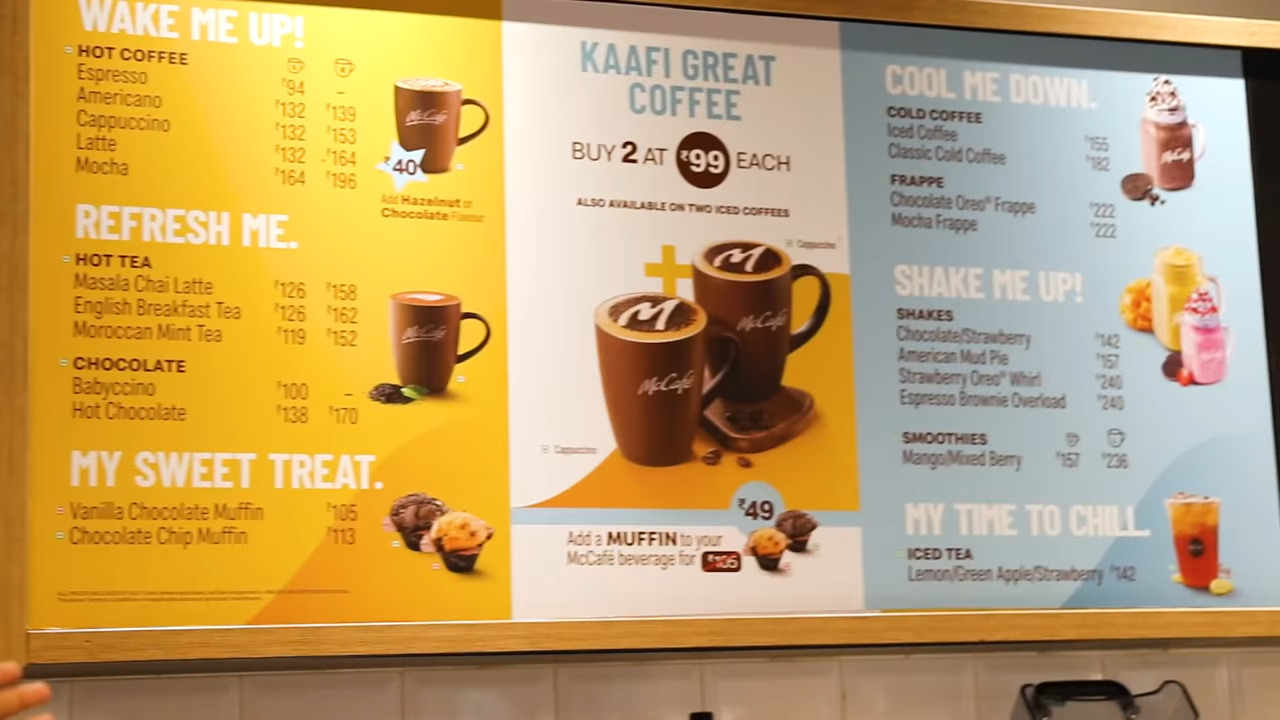 WAKE ME UP!
HOT COFFEE
Espresso ₹94 –
Americano ₹132 ₹139
Cappuccino ₹132 ₹153
Latte ₹132 ₹164
Mocha ₹164 ₹196
McCafé
₹40
Add Hazelnut or
Chocolate Flavour
REFRESH ME.
HOT TEA
Masala Chai Latte ₹126 ₹158
English Breakfast Tea ₹126 ₹162
Moroccan Mint Tea ₹119 ₹152
CHOCOLATE
Babyccino ₹100 –
Hot Chocolate ₹138 ₹170
McCafé
MY SWEET TREAT.
Vanilla Chocolate Muffin ₹105
Chocolate Chip Muffin ₹113
KAAFI GREAT
COFFEE
BUY 2 AT ₹99 EACH
ALSO AVAILABLE ON TWO ICED COFFEES
Cappuccino
McCafé
McCafé
Cappuccino
₹49
Add a MUFFIN to your
McCafé beverage for ₹105
COOL ME DOWN.
COLD COFFEE
Iced Coffee ₹155
Classic Cold Coffee ₹182
FRAPPE
Chocolate Oreo® Frappe ₹222
Mocha Frappe ₹222
McCafé
SHAKE ME UP!
SHAKES
Chocolate/Strawberry ₹142
American Mud Pie ₹157
Strawberry Oreo® Whirl ₹240
Espresso Brownie Overload ₹240
SMOOTHIES
Mango/Mixed Berry ₹157 ₹236
MY TIME TO CHILL.
ICED TEA
Lemon/Green Apple/Strawberry ₹142